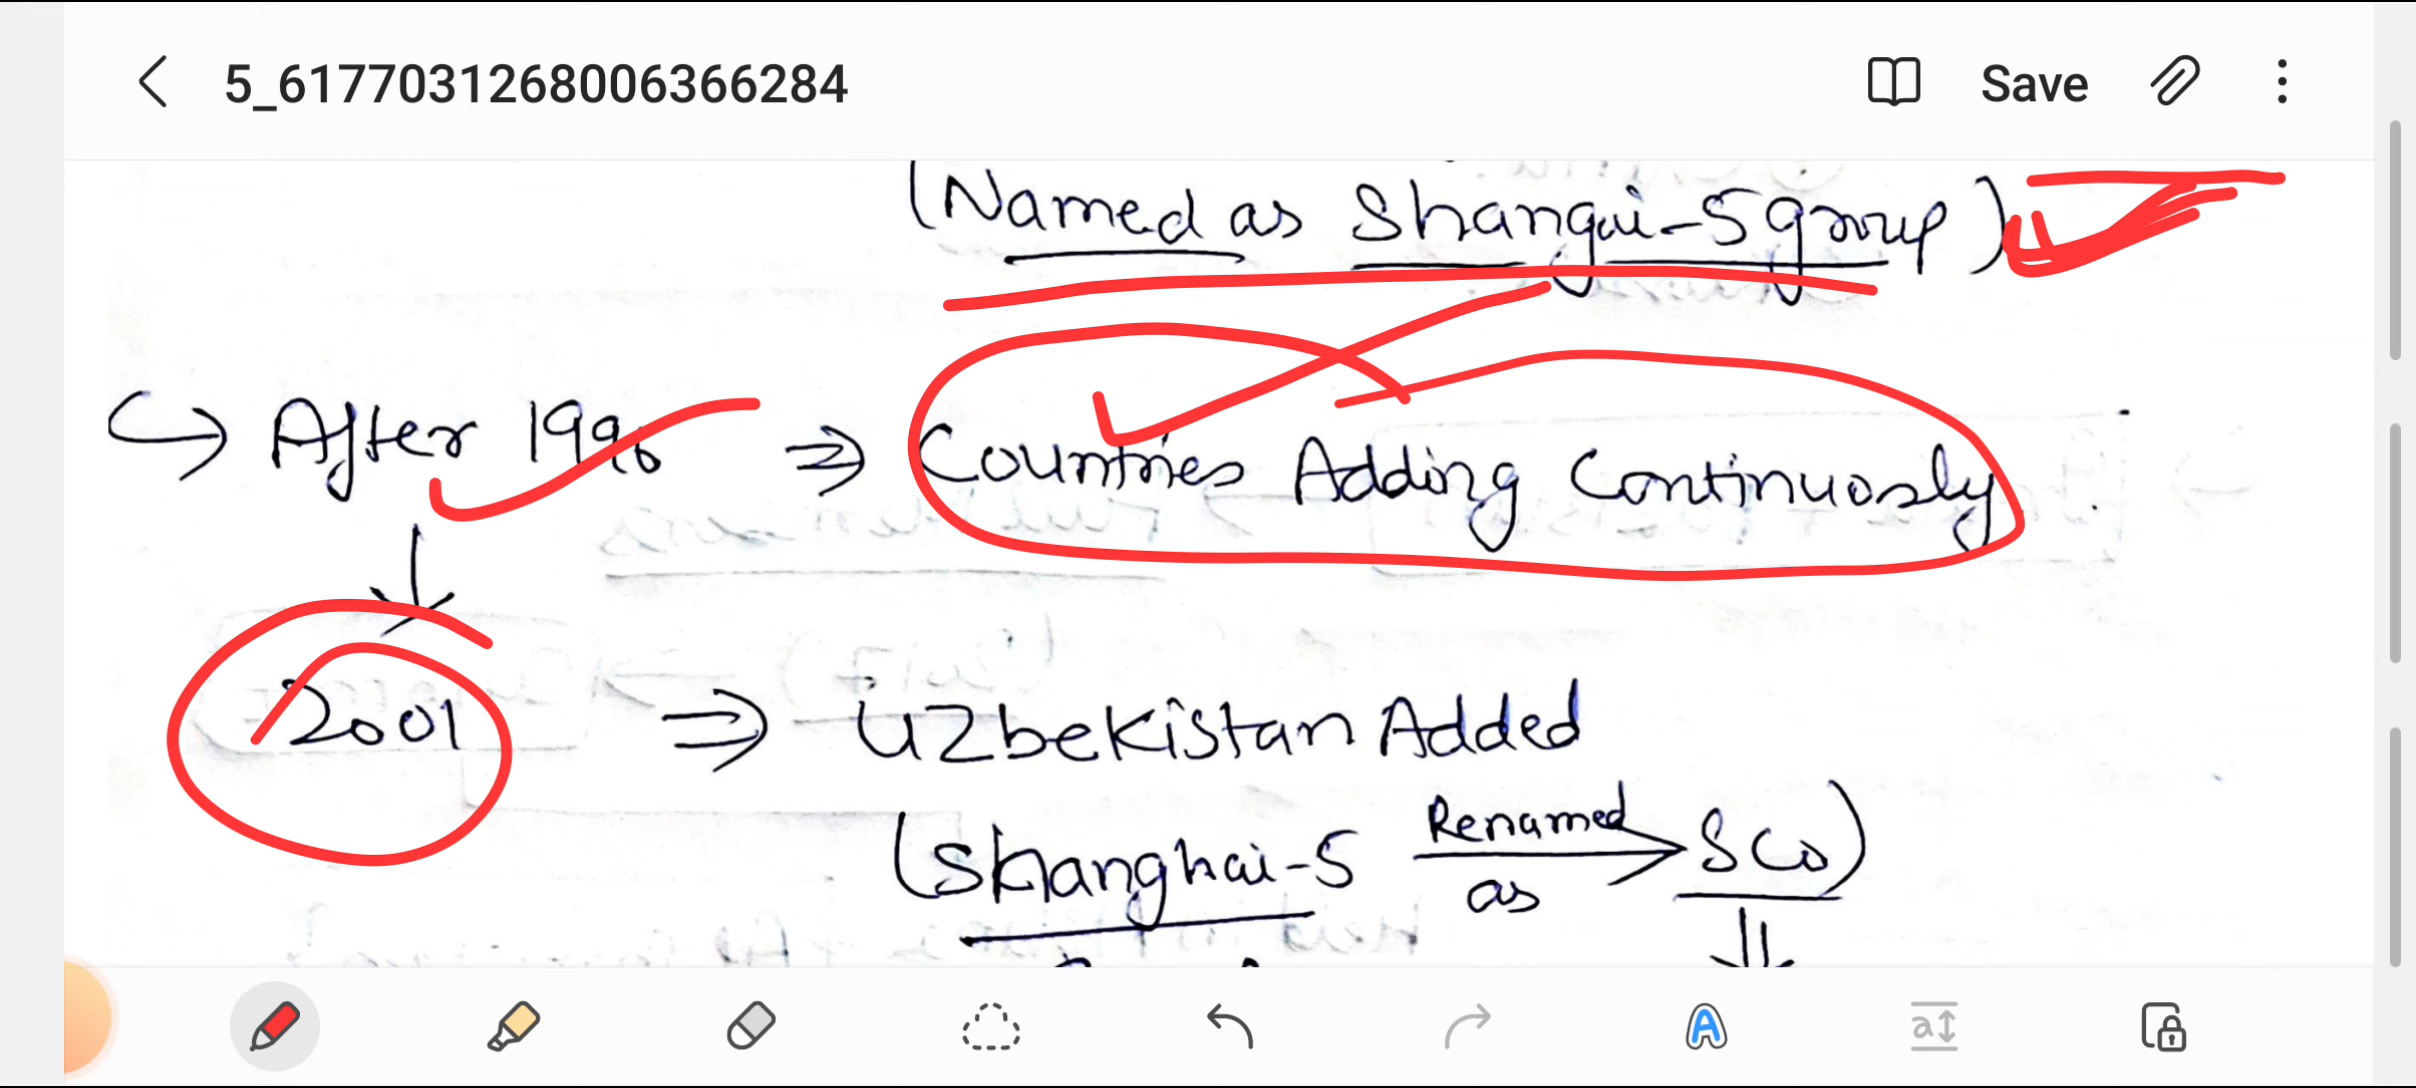 5_6177031268006366284
Save
(Named as Shangai-5 group)
↪ After 1996 ⇒ Countries Adding Continuosly
↓
2001 ⇒ Uzbekistan Added
(Shanghai-5 Renamed as → SCO)
⇓